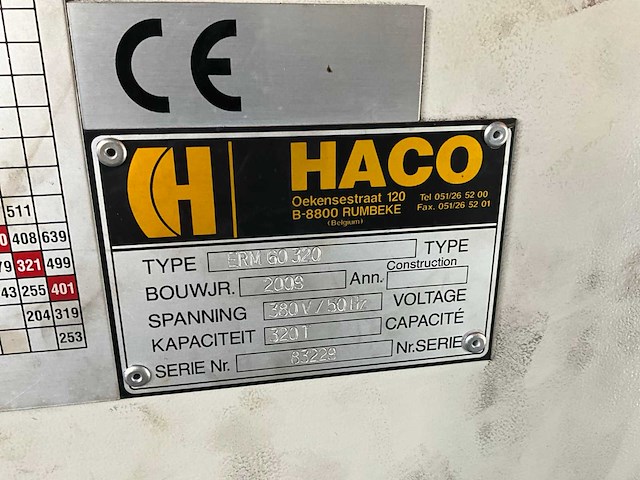 CE
H HACO
Oekensestraat 120
B-8800 RUMBEKE
(Belgium)
Tel 051/26 52 00
Fax. 051/26 52 01
TYPE ERM 60320 TYPE
BOUWJR. 2008 Ann. Construction
SPANNING 380V/50Hz VOLTAGE
KAPACITEIT 320T CAPACITÉ
SERIE Nr. 83229 Nr.SERIE
511
408 639
321 499
43 255 401
204 319
253